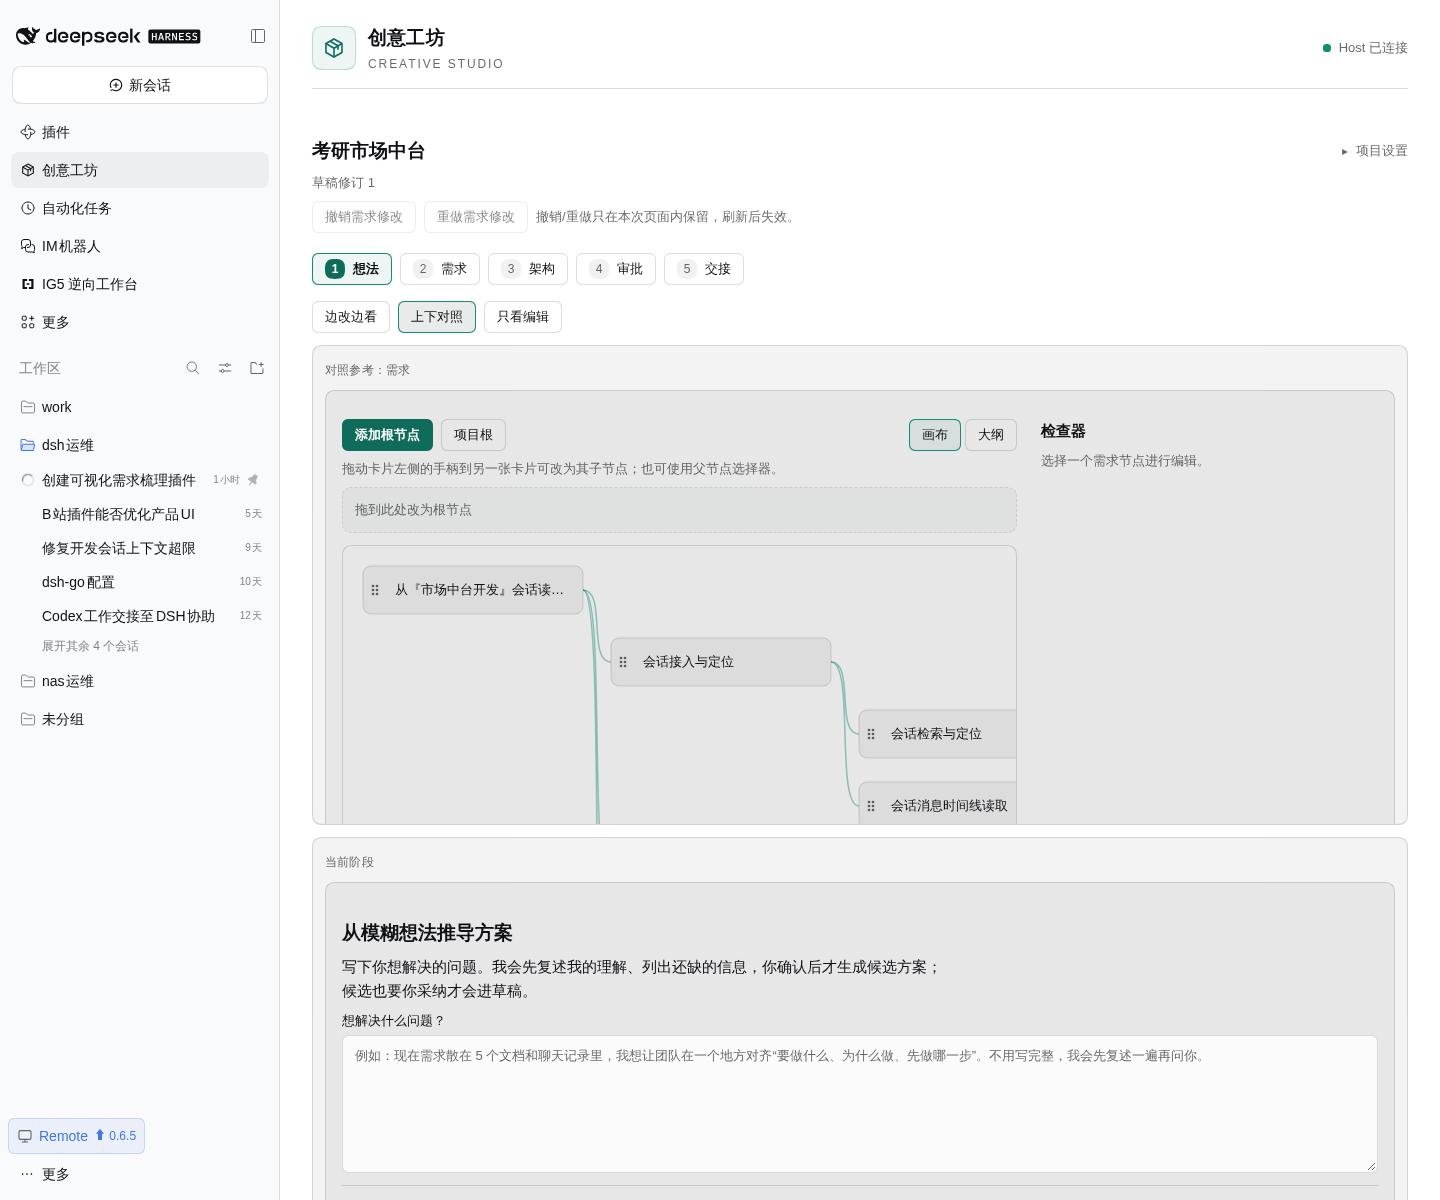 deepseek HARNESS
新会话
插件
创意工坊
自动化任务
IM机器人
IG5 逆向工作台
更多
工作区
work
dsh运维
创建可视化需求梳理插件 1小时
B站插件能否优化产品UI 5天
修复开发会话上下文超限 9天
dsh-go配置 10天
Codex工作交接至DSH协助 12天
展开其余 4 个会话
nas运维
未分组
Remote 0.6.5
更多
创意工坊
CREATIVE STUDIO
Host 已连接
考研市场中台
项目设置
草稿修订 1
撤销需求修改 重做需求修改 撤销/重做只在本次页面内保留，刷新后失效。
1 想法 2 需求 3 架构 4 审批 5 交接
边改边看 上下对照 只看编辑
对照参考：需求
添加根节点 项目根 画布 大纲
拖动卡片左侧的手柄到另一张卡片可改为其子节点；也可使用父节点选择器。
拖到此处改为根节点
从『市场中台开发』会话读…
会话接入与定位
会话检索与定位
会话消息时间线读取
检查器
选择一个需求节点进行编辑。
当前阶段
从模糊想法推导方案
写下你想解决的问题。我会先复述我的理解、列出还缺的信息，你确认后才生成候选方案；
候选也要你采纳才会进草稿。
想解决什么问题？
例如：现在需求散在 5 个文档和聊天记录里，我想让团队在一个地方对齐“要做什么、为什么做、先做哪一步”。不用写完整，我会先复述一遍再问你。